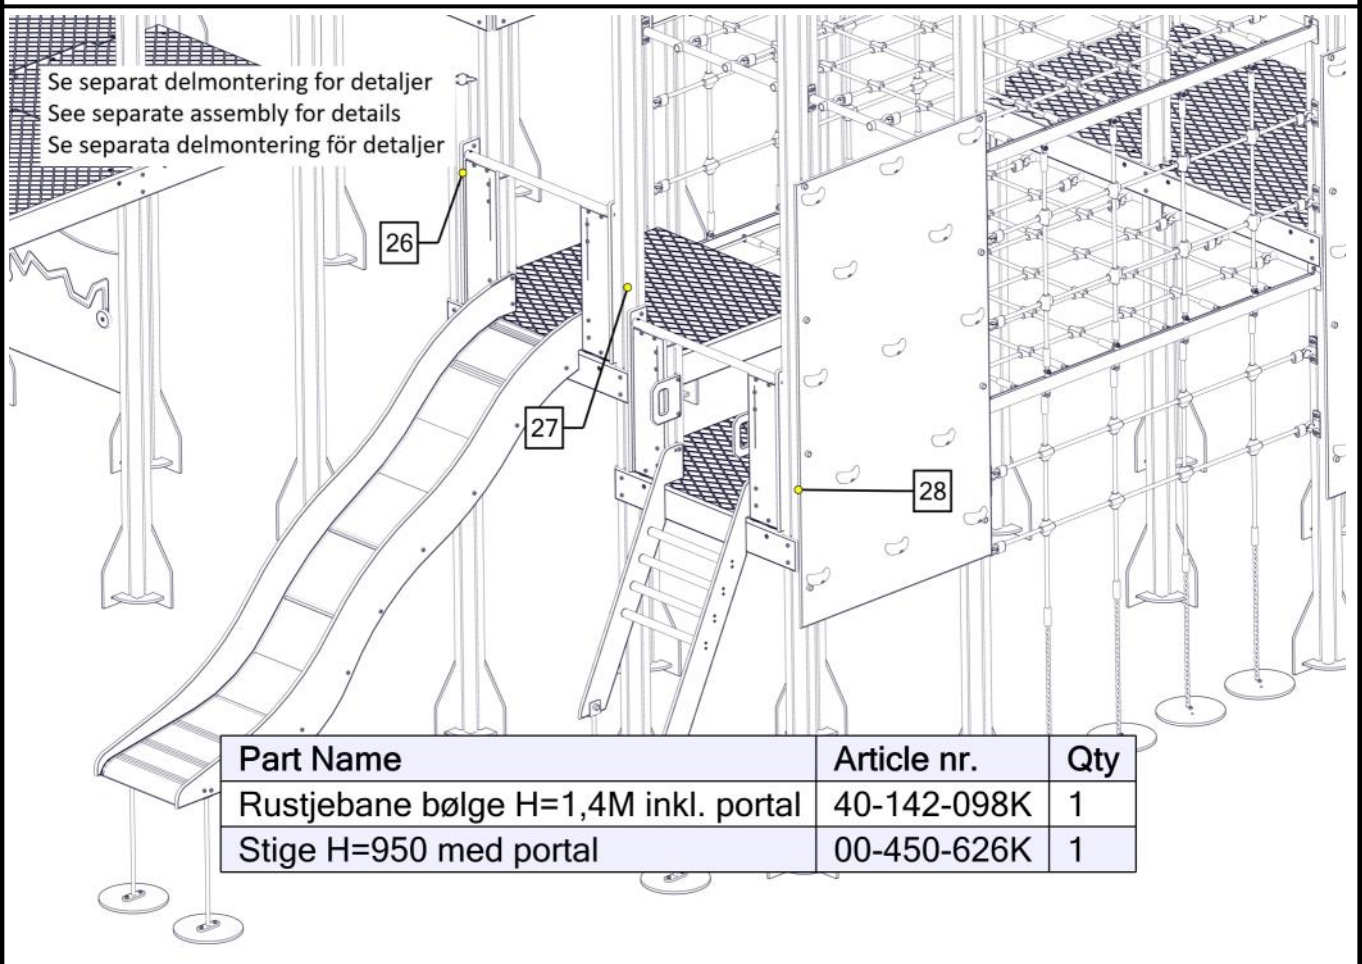 Se separat delmontering for detaljer
See separate assembly for details
Se separata delmontering för detaljer
26
27
28
Part Name Article nr. Qty
Rustjebane bølge H=1,4M inkl. portal 40-142-098K 1
Stige H=950 med portal 00-450-626K 1